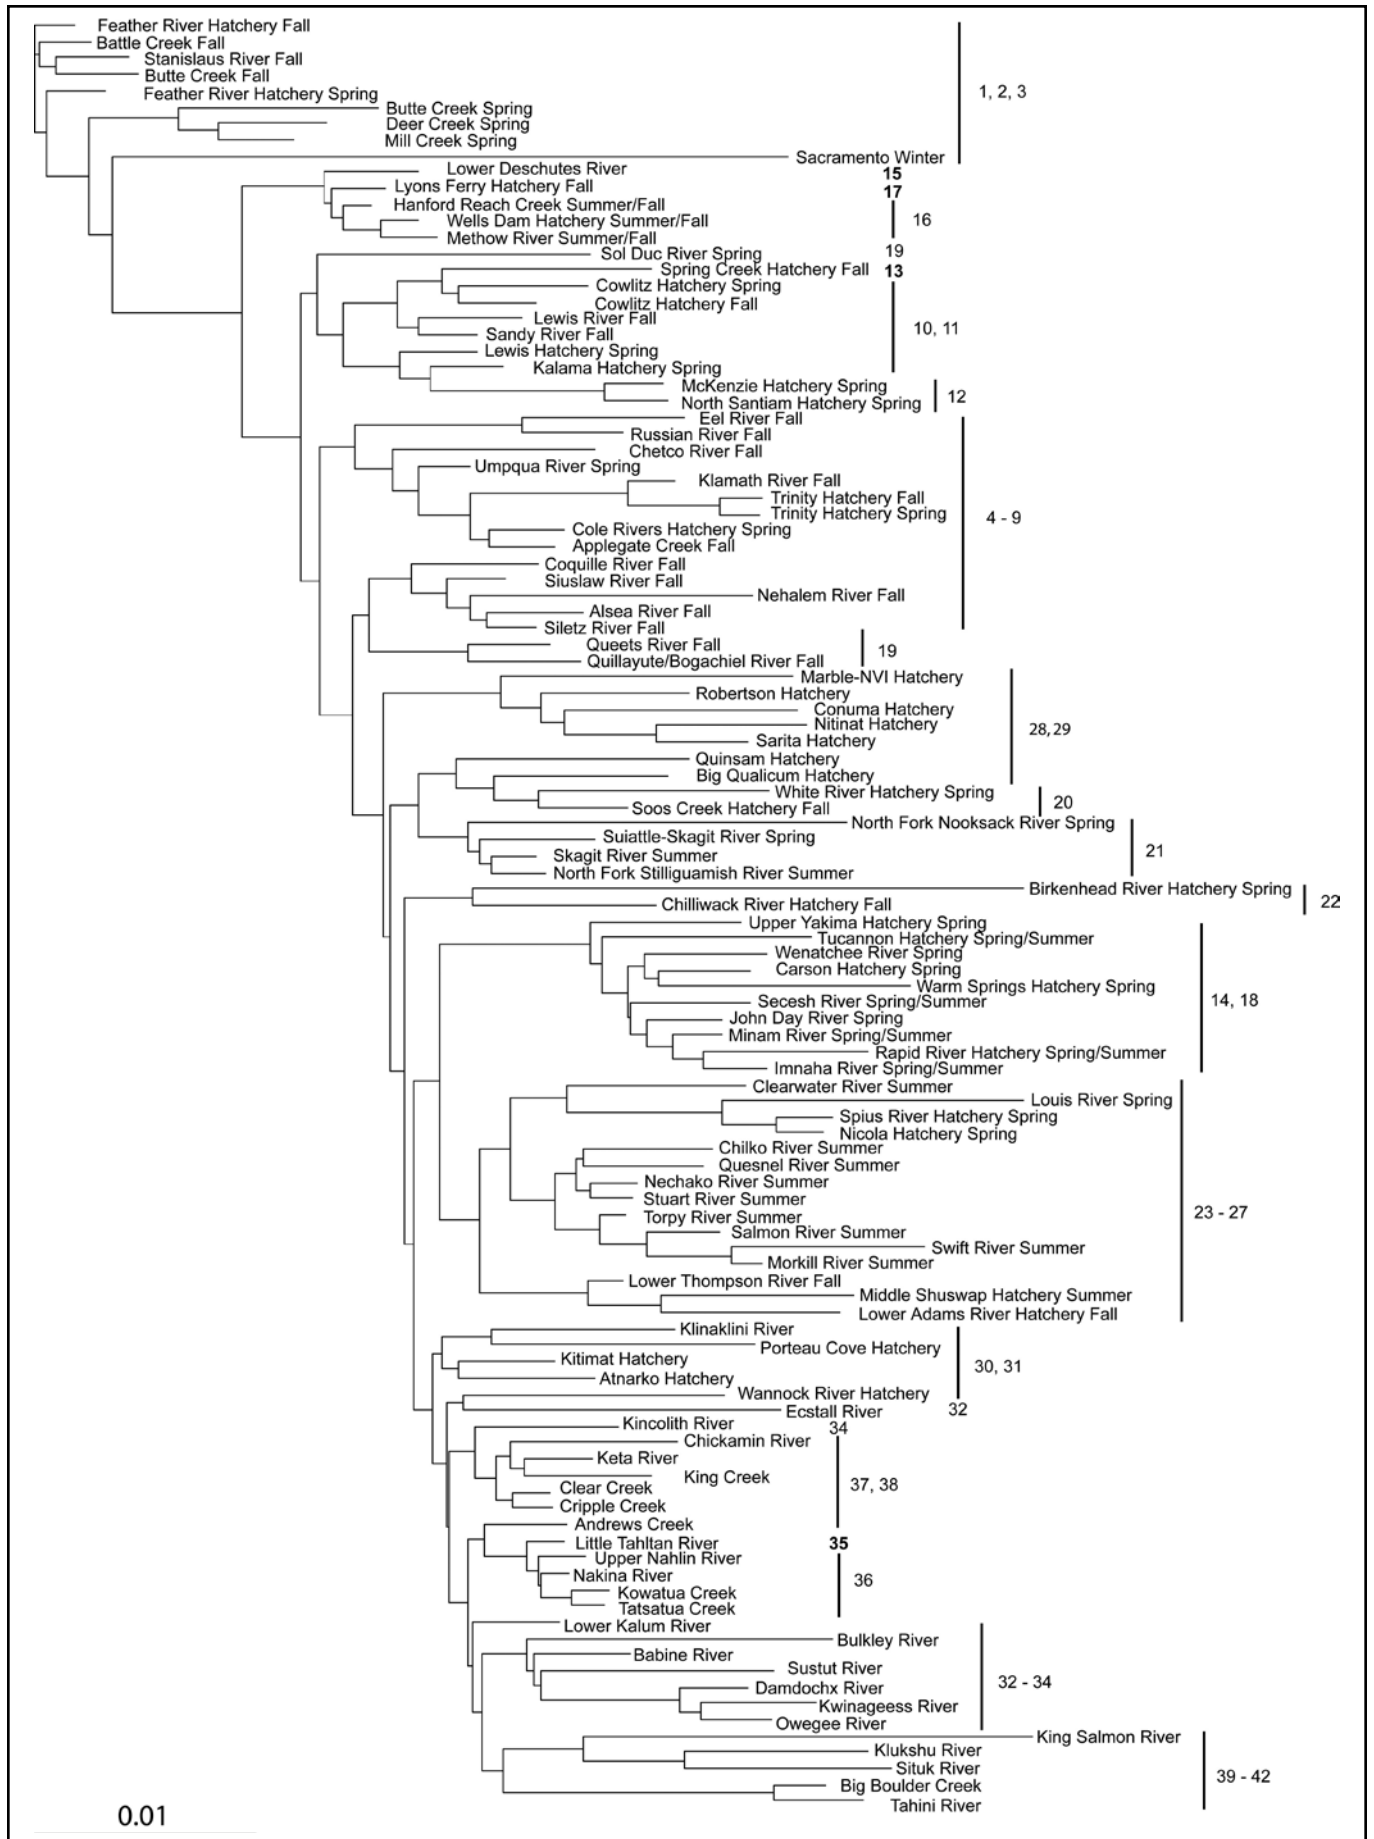 Feather River Hatchery Fall
Battle Creek Fall
Stanislaus River Fall
Butte Creek Fall
Feather River Hatchery Spring
1, 2, 3
Butte Creek Spring
Deer Creek Spring
Mill Creek Spring
Sacramento Winter
Lower Deschutes River
15
Lyons Ferry Hatchery Fall
17
Hanford Reach Creek Summer/Fall
Wells Dam Hatchery Summer/Fall
16
Methow River Summer/Fall
Sol Duc River Spring
19
Spring Creek Hatchery Fall
13
Cowlitz Hatchery Spring
Cowlitz Hatchery Fall
Lewis River Fall
10, 11
Sandy River Fall
Lewis Hatchery Spring
Kalama Hatchery Spring
McKenzie Hatchery Spring
12
North Santiam Hatchery Spring
Eel River Fall
Russian River Fall
Chetco River Fall
Umpqua River Spring
Klamath River Fall
Trinity Hatchery Fall
Trinity Hatchery Spring
4 - 9
Cole Rivers Hatchery Spring
Applegate Creek Fall
Coquille River Fall
Siuslaw River Fall
Nehalem River Fall
Alsea River Fall
Siletz River Fall
Queets River Fall
19
Quillayute/Bogachiel River Fall
Marble-NVI Hatchery
Robertson Hatchery
Conuma Hatchery
Nitinat Hatchery
28,29
Sarita Hatchery
Quinsam Hatchery
Big Qualicum Hatchery
White River Hatchery Spring
20
Soos Creek Hatchery Fall
North Fork Nooksack River Spring
Suiattle-Skagit River Spring
21
Skagit River Summer
North Fork Stilliguamish River Summer
Birkenhead River Hatchery Spring
22
Chilliwack River Hatchery Fall
Upper Yakima Hatchery Spring
Tucannon Hatchery Spring/Summer
Wenatchee River Spring
Carson Hatchery Spring
Warm Springs Hatchery Spring
14, 18
Secesh River Spring/Summer
John Day River Spring
Minam River Spring/Summer
Rapid River Hatchery Spring/Summer
Imnaha River Spring/Summer
Clearwater River Summer
Louis River Spring
Spius River Hatchery Spring
Nicola Hatchery Spring
Chilko River Summer
Quesnel River Summer
Nechako River Summer
Stuart River Summer
23 - 27
Torpy River Summer
Salmon River Summer
Swift River Summer
Morkill River Summer
Lower Thompson River Fall
Middle Shuswap Hatchery Summer
Lower Adams River Hatchery Fall
Klinaklini River
Porteau Cove Hatchery
Kitimat Hatchery
30, 31
Atnarko Hatchery
Wannock River Hatchery
Ecstall River
32
Kincolith River
34
Chickamin River
Keta River
King Creek
37, 38
Clear Creek
Cripple Creek
Andrews Creek
Little Tahltan River
35
Upper Nahlin River
Nakina River
36
Kowatua Creek
Tatsatua Creek
Lower Kalum River
Bulkley River
Babine River
Sustut River
32 - 34
Damdochx River
Kwinageess River
Owegee River
King Salmon River
Klukshu River
Situk River
39 - 42
Big Boulder Creek
Tahini River
0.01